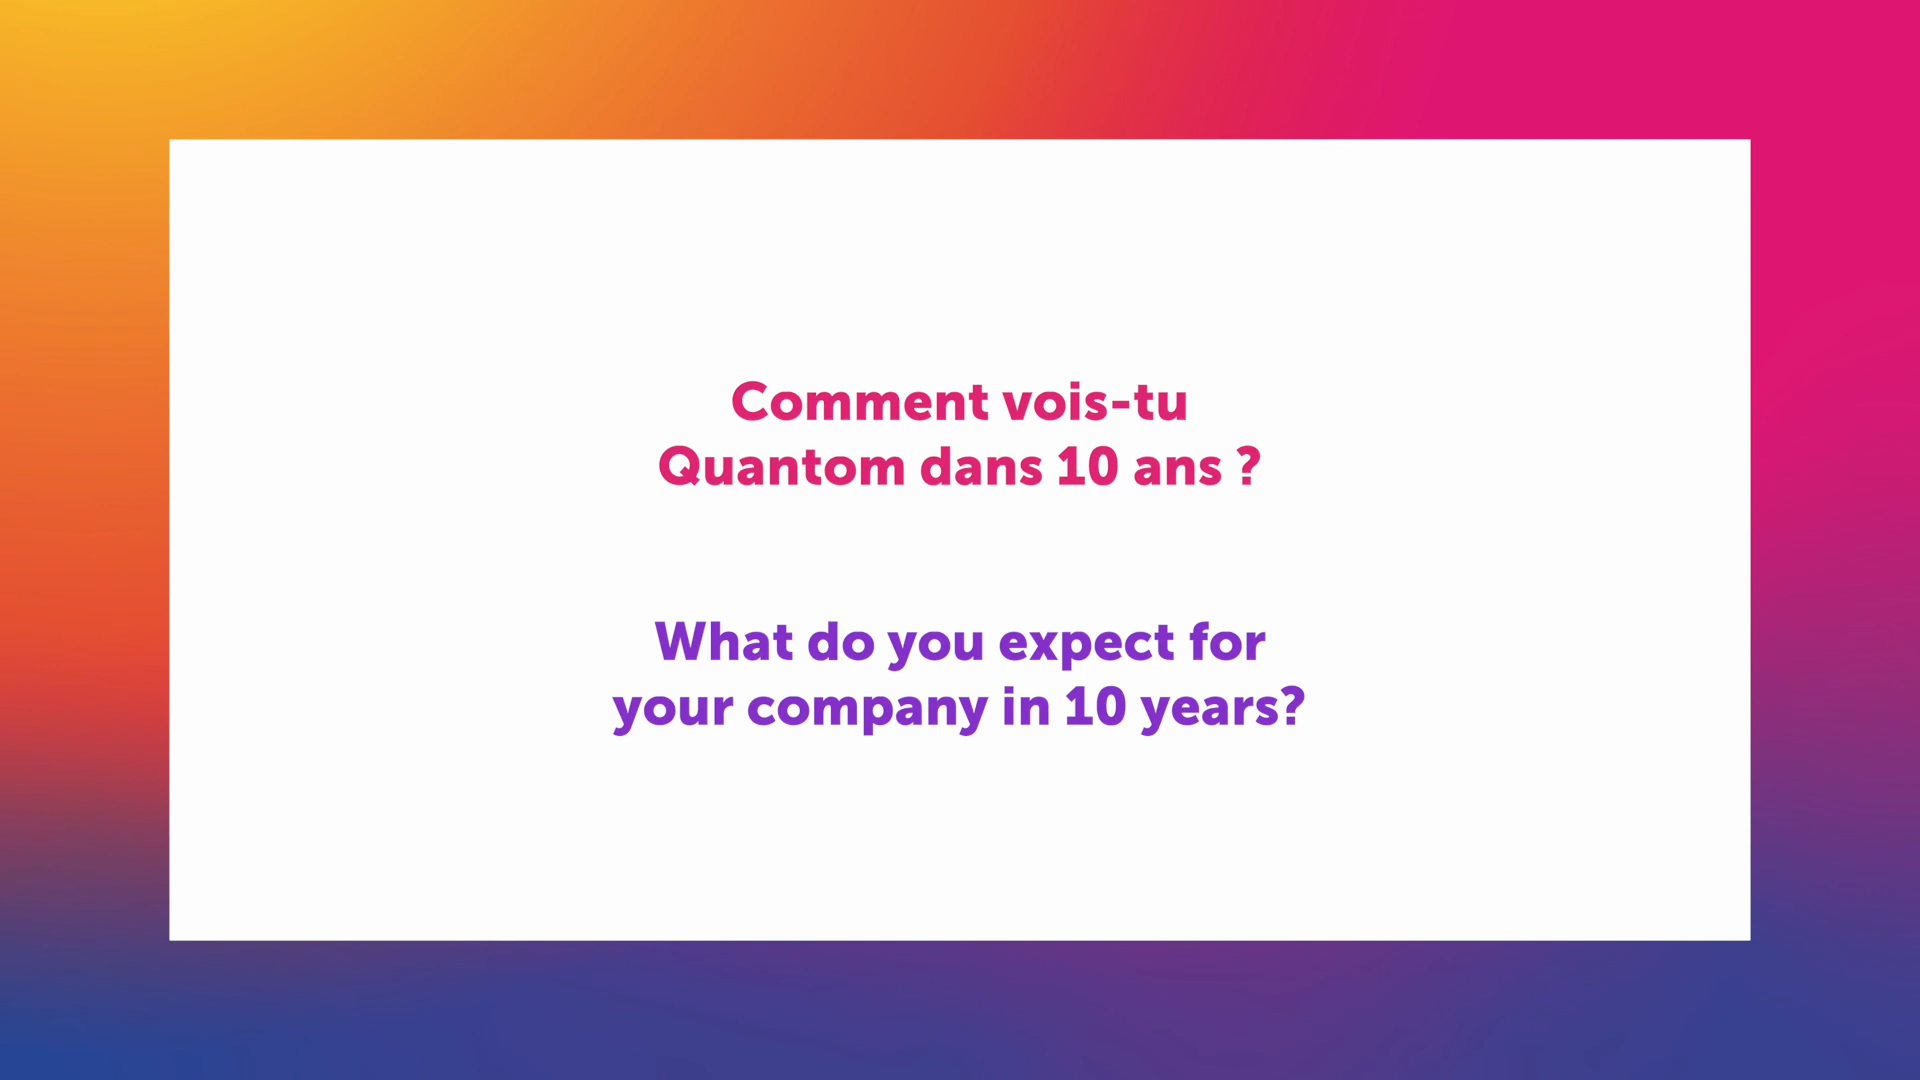 Comment vois-tu
Quantom dans 10 ans ?
What do you expect for
your company in 10 years?